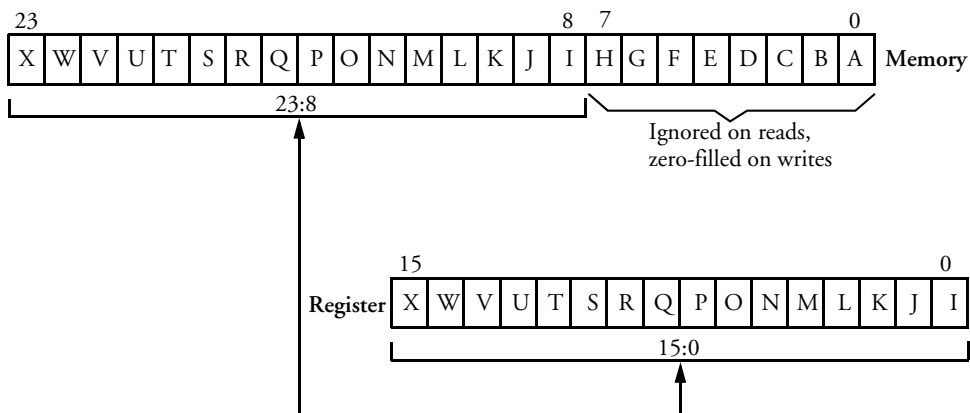 23 8 7 0
X W V U T S R Q P O N M L K J I H G F E D C B A Memory
23:8
Ignored on reads,
zero-filled on writes
15 0
Register X W V U T S R Q P O N M L K J I
15:0